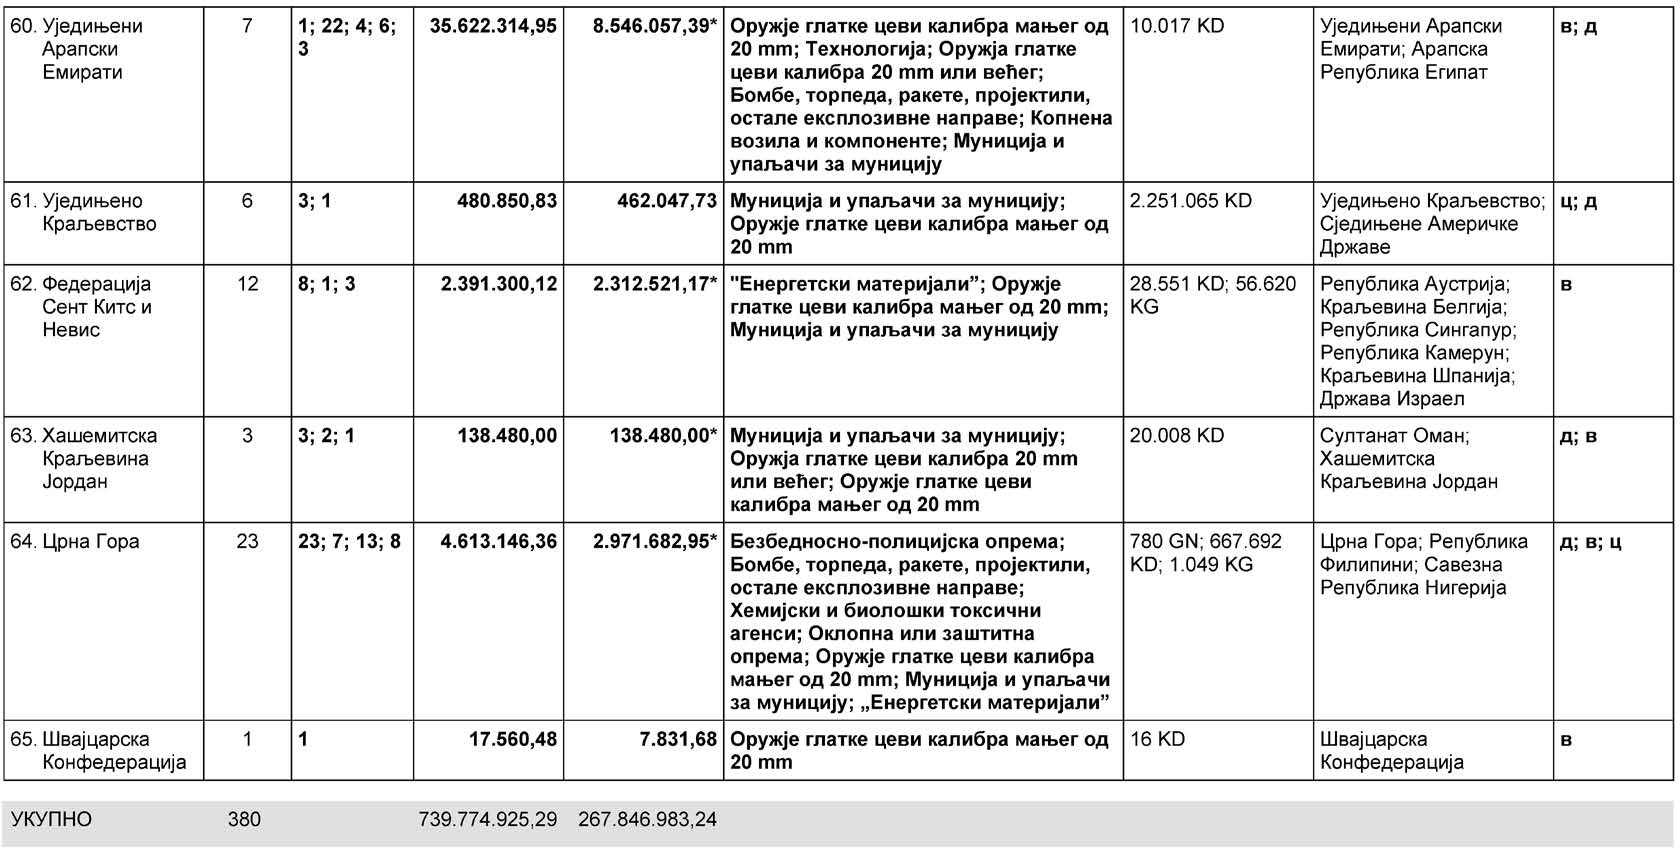 60. Уједињени Арапски Емирати 7 1; 22; 4; 6; 3 35.622.314,95 8.546.057,39* Оружје глатке цеви калибра мањег од 10.017 KD Уједињени Арапски в; д
20 mm; Технологија; Оружја глатке Емирати; Арапска
цеви калибра 20 mm или већег; Република Египат
Бомбе, торпеда, ракете, пројектили,
остале експлозивне направе; Копнена
возила и компоненте; Муниција и
упаљачи за муницију
61. Уједињено Краљевство 6 3; 1 480.850,83 462.047,73 Муниција и упаљачи за муницију; 2.251.065 KD Уједињено Краљевство; ц; д
Оружје глатке цеви калибра мањег од Сједињене Америчке
20 mm Државе
62. Федерација Сент Китс и Невис 12 8; 1; 3 2.391.300,12 2.312.521,17* "Енергетски материјали”; Оружје 28.551 KD; 56.620 Република Аустрија; в
глатке цеви калибра мањег од 20 mm; KG Краљевина Белгија;
Муниција и упаљачи за муницију Република Сингапур;
Република Камерун;
Краљевина Шпанија;
Држава Израел
63. Хашемитска Краљевина Јордан 3 3; 2; 1 138.480,00 138.480,00* Муниција и упаљачи за муницију; 20.008 KD Султанат Оман; д; в
Оружја глатке цеви калибра 20 mm Хашемитска
или већег; Оружје глатке цеви Краљевина Јордан
калибра мањег од 20 mm
64. Црна Гора 23 23; 7; 13; 8 4.613.146,36 2.971.682,95* Безбедносно-полицијска опрема; 780 GN; 667.692 Црна Гора; Република д; в; ц
Бомбе, торпеда, ракете, пројектили, KD; 1.049 KG Филипини; Савезна
остале експлозивне направе; Република Нигерија
Хемијски и биолошки токсични
агенси; Оклопна или заштитна
опрема; Оружје глатке цеви калибра
мањег од 20 mm; Муниција и упаљачи
за муницију; „Енергетски материјали”
65. Швајцарска Конфедерација 1 1 17.560,48 7.831,68 Оружје глатке цеви калибра мањег од 16 KD Швајцарска в
20 mm Конфедерација
УКУПНО 380 739.774.925,29 267.846.983,24